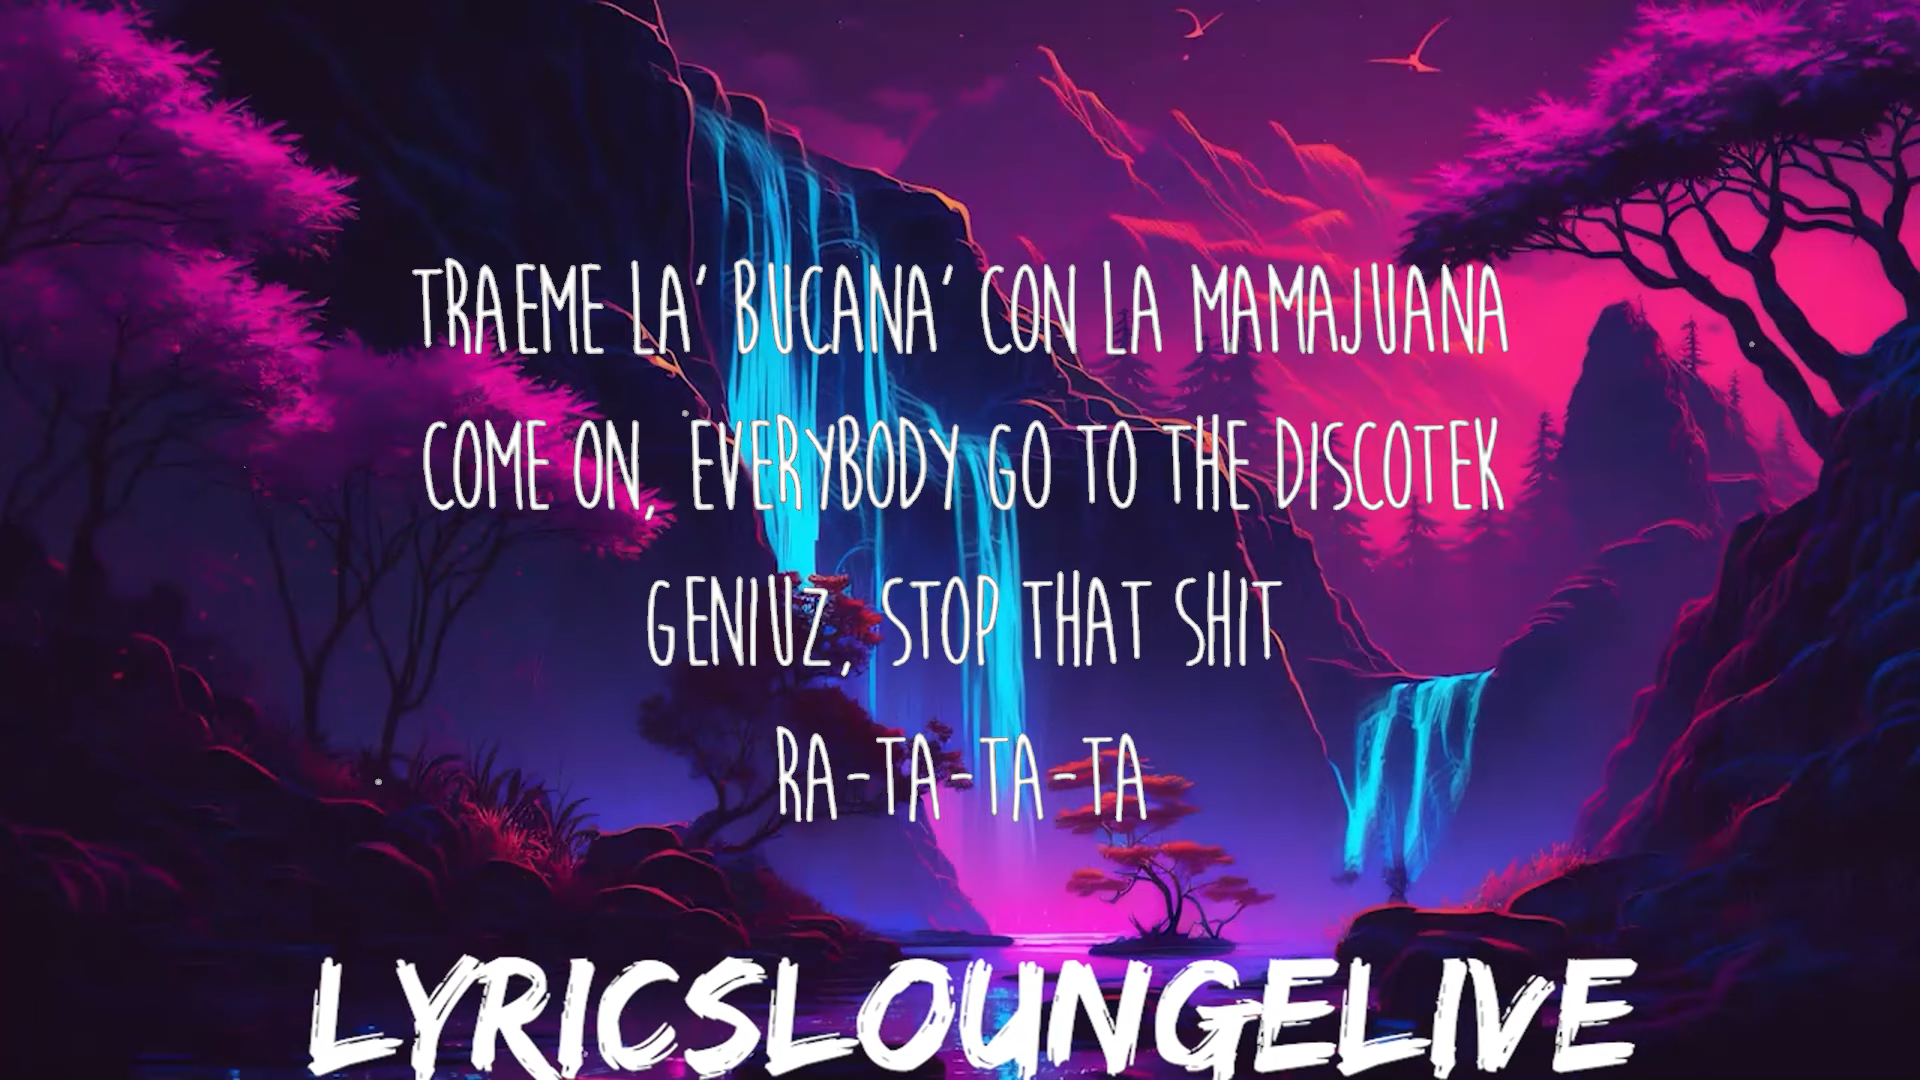 TRAEME LA' BUCANA' CON LA MAMAJUANA
COME ON, EVERYBODY GO TO THE DISCOTEK
GENIUZ, STOP THAT SHIT
RA-TA-TA-TA
LYRICSLOUNGELIVE